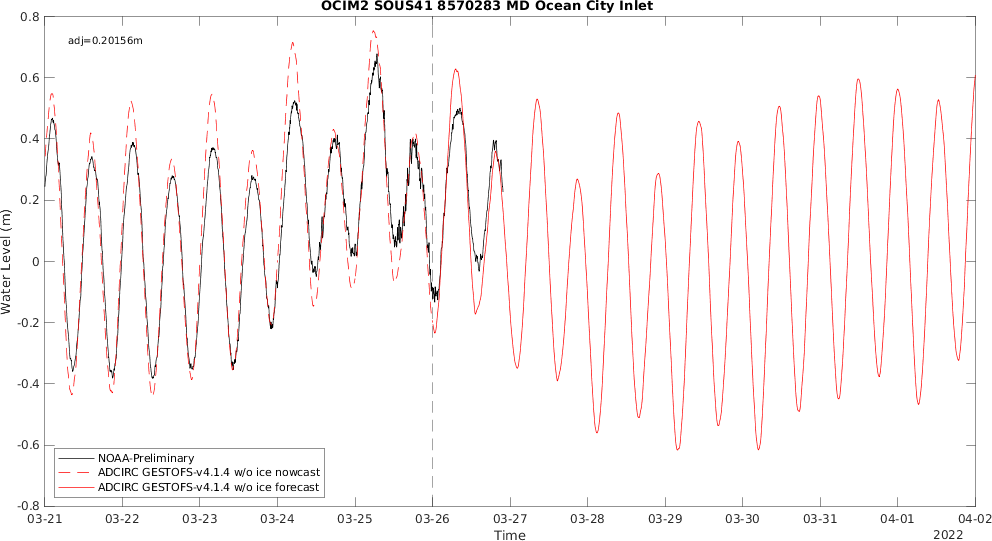 OCIM2 SOUS41 8570283 MD Ocean City Inlet
adj=0.20156m
0.8
0.6
0.4
0.2
0
-0.2
-0.4
-0.6
-0.8
Water Level (m)
NOAA-Preliminary
ADCIRC GESTOFS-v4.1.4 w/o ice nowcast
ADCIRC GESTOFS-v4.1.4 w/o ice forecast
03-21 03-22 03-23 03-24 03-25 03-26 03-27 03-28 03-29 03-30 03-31 04-01 04-02
Time
2022